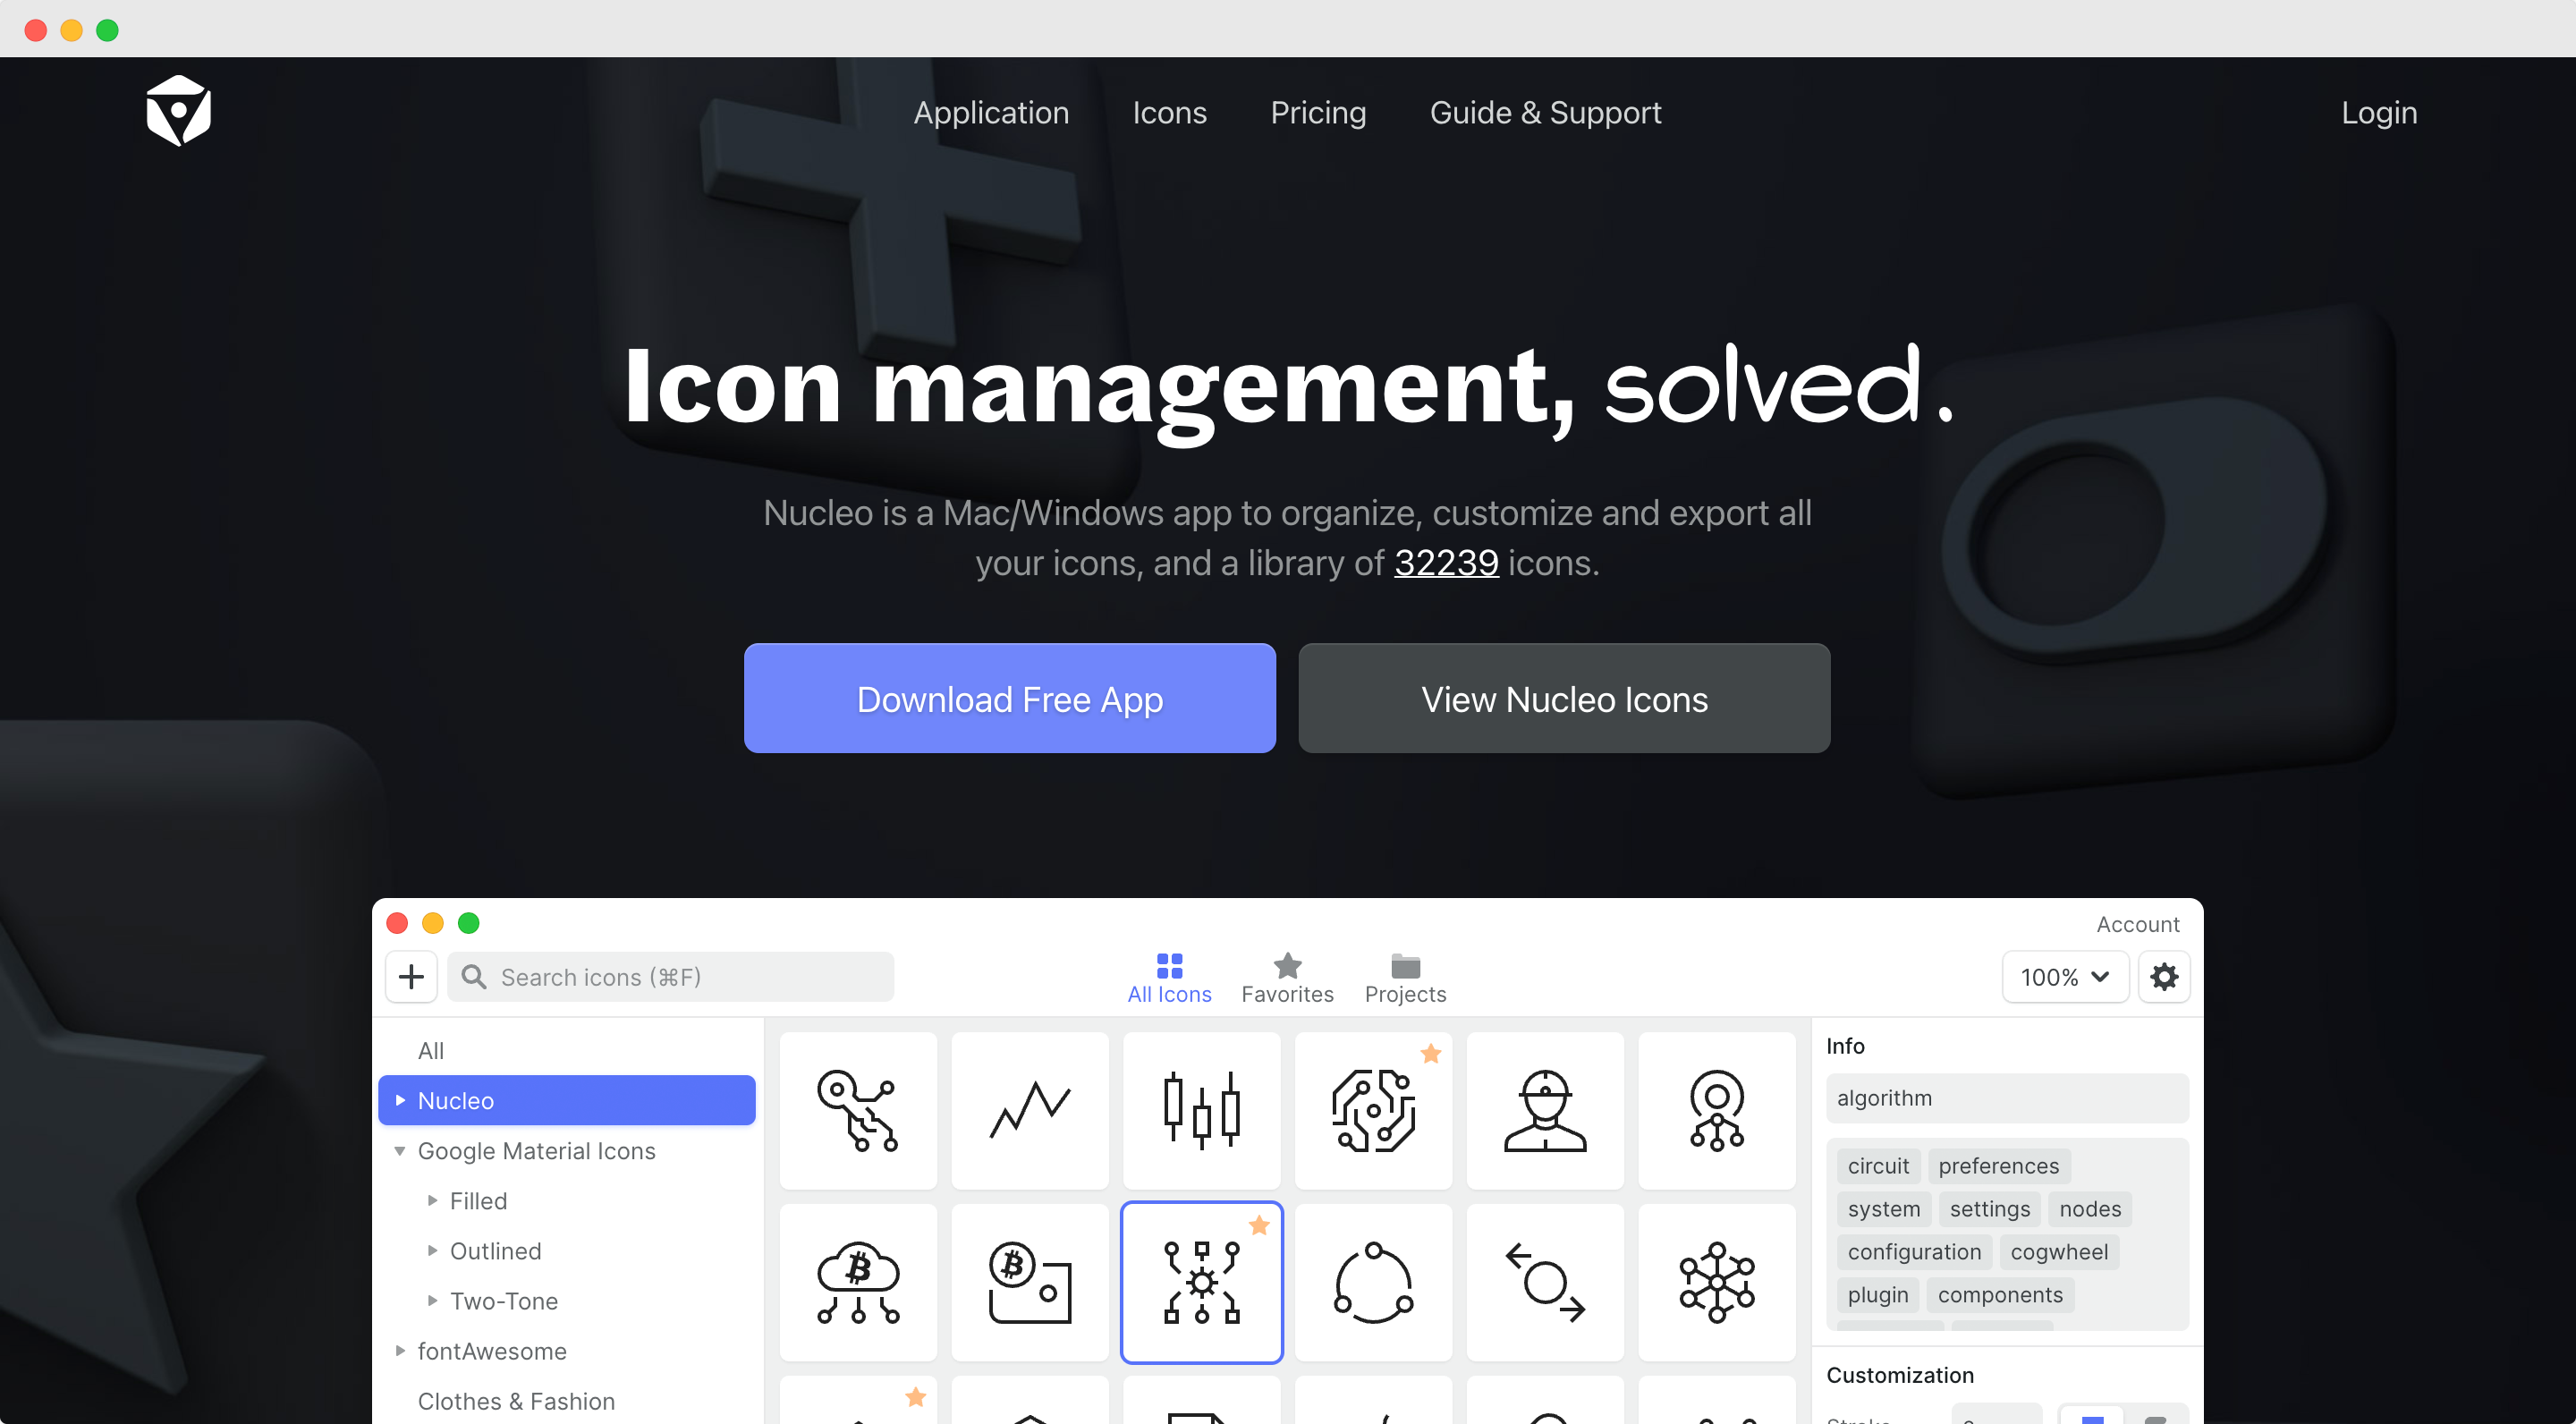 Application Icons Pricing Guide & Support Login
Icon management, solved.
Nucleo is a Mac/Windows app to organize, customize and export all
your icons, and a library of 32239 icons.
Download Free App View Nucleo Icons
Account
Search icons (⌘F)
All Icons Favorites Projects
100%
All
Nucleo
Google Material Icons
Filled
Outlined
Two-Tone
fontAwesome
Clothes & Fashion
Info
algorithm
circuit preferences
system settings nodes
configuration cogwheel
plugin components
Customization